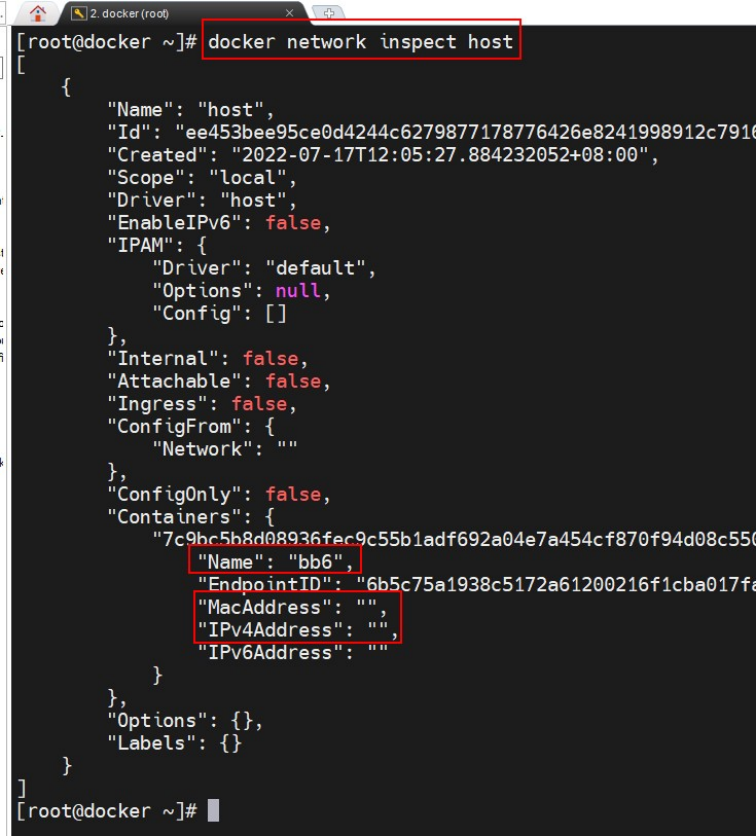 2. docker (root)
[root@docker ~]# docker network inspect host
[
    {
        "Name": "host",
        "Id": "ee453bee95ce0d4244c6279877178776426e8241998912c7916
        "Created": "2022-07-17T12:05:27.884232052+08:00",
        "Scope": "local",
        "Driver": "host",
        "EnableIPv6": false,
        "IPAM": {
            "Driver": "default",
            "Options": null,
            "Config": []
        },
        "Internal": false,
        "Attachable": false,
        "Ingress": false,
        "ConfigFrom": {
            "Network": ""
        },
        "ConfigOnly": false,
        "Containers": {
            "7c9bc5b8d08936fec9c55b1adf692a04e7a454cf870f94d08c550
                "Name": "bb6",
                "EndpointID": "6b5c75a1938c5172a61200216f1cba017fa
                "MacAddress": "",
                "IPv4Address": "",
                "IPv6Address": ""
            }
        },
        "Options": {},
        "Labels": {}
    }
]
[root@docker ~]#